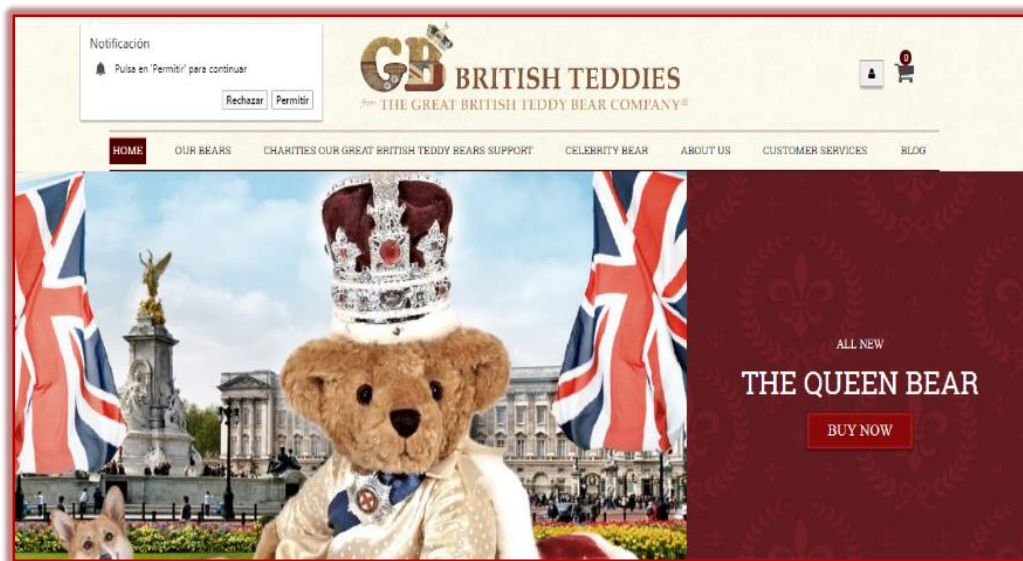 Notificación
Pulsa en 'Permitir' para continuar
Rechazar Permitir
GB BRITISH TEDDIES
from THE GREAT BRITISH TEDDY BEAR COMPANY®
0
HOME OUR BEARS CHARITIES OUR GREAT BRITISH TEDDY BEARS SUPPORT CELEBRITY BEAR ABOUT US CUSTOMER SERVICES BLOG
ALL NEW
THE QUEEN BEAR
BUY NOW